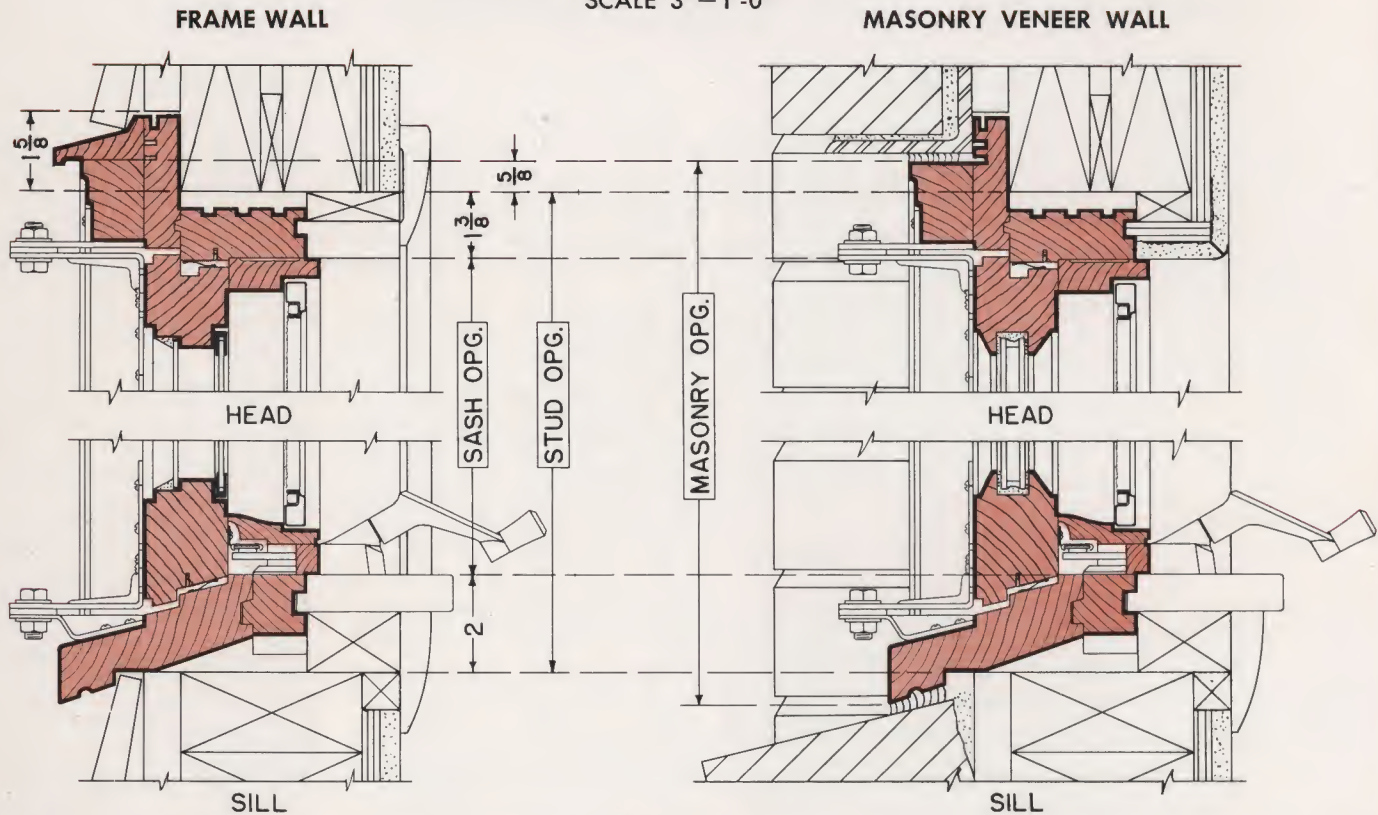 SCALE 3"=1'-0"
FRAME WALL
MASONRY VENEER WALL
1 5/8
5/8
1 3/8
SASH OPG.
STUD OPG.
MASONRY OPG.
HEAD
HEAD
2
SILL
SILL